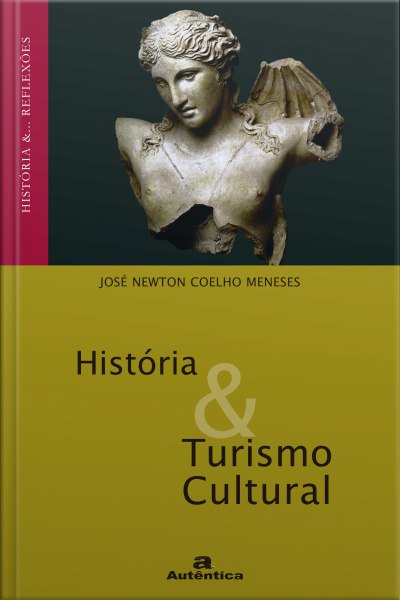 HISTÓRIA &... REFLEXÕES
JOSÉ NEWTON COELHO MENESES
História
&
Turismo
Cultural
a
Autêntica